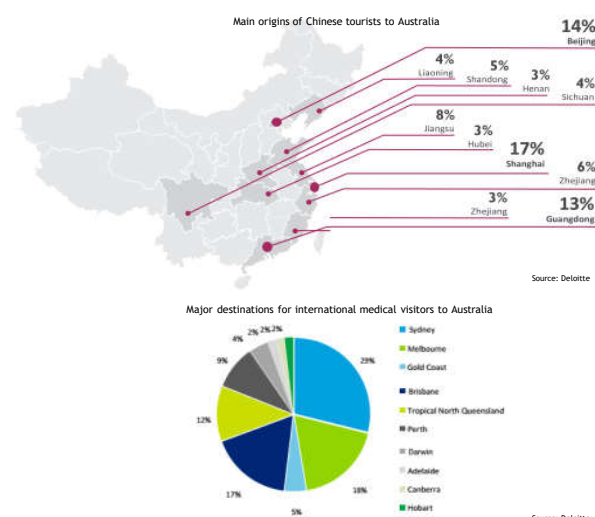 Main origins of Chinese tourists to Australia
14%
Beijing
4%
Liaoning
5%
Shandong
3%
Henan
4%
Sichuan
8%
Jiangsu
3%
Hubei
17%
Shanghai
6%
Zhejiang
3%
Zhejiang
13%
Guangdong
Source: Deloitte
Major destinations for international medical visitors to Australia
4%
2%
2%
2%
9%
12%
17%
5%
18%
29%
Sydney
Melbourne
Gold Coast
Brisbane
Tropical North Queensland
Perth
Darwin
Adelaide
Canberra
Hobart
Source: Deloitte